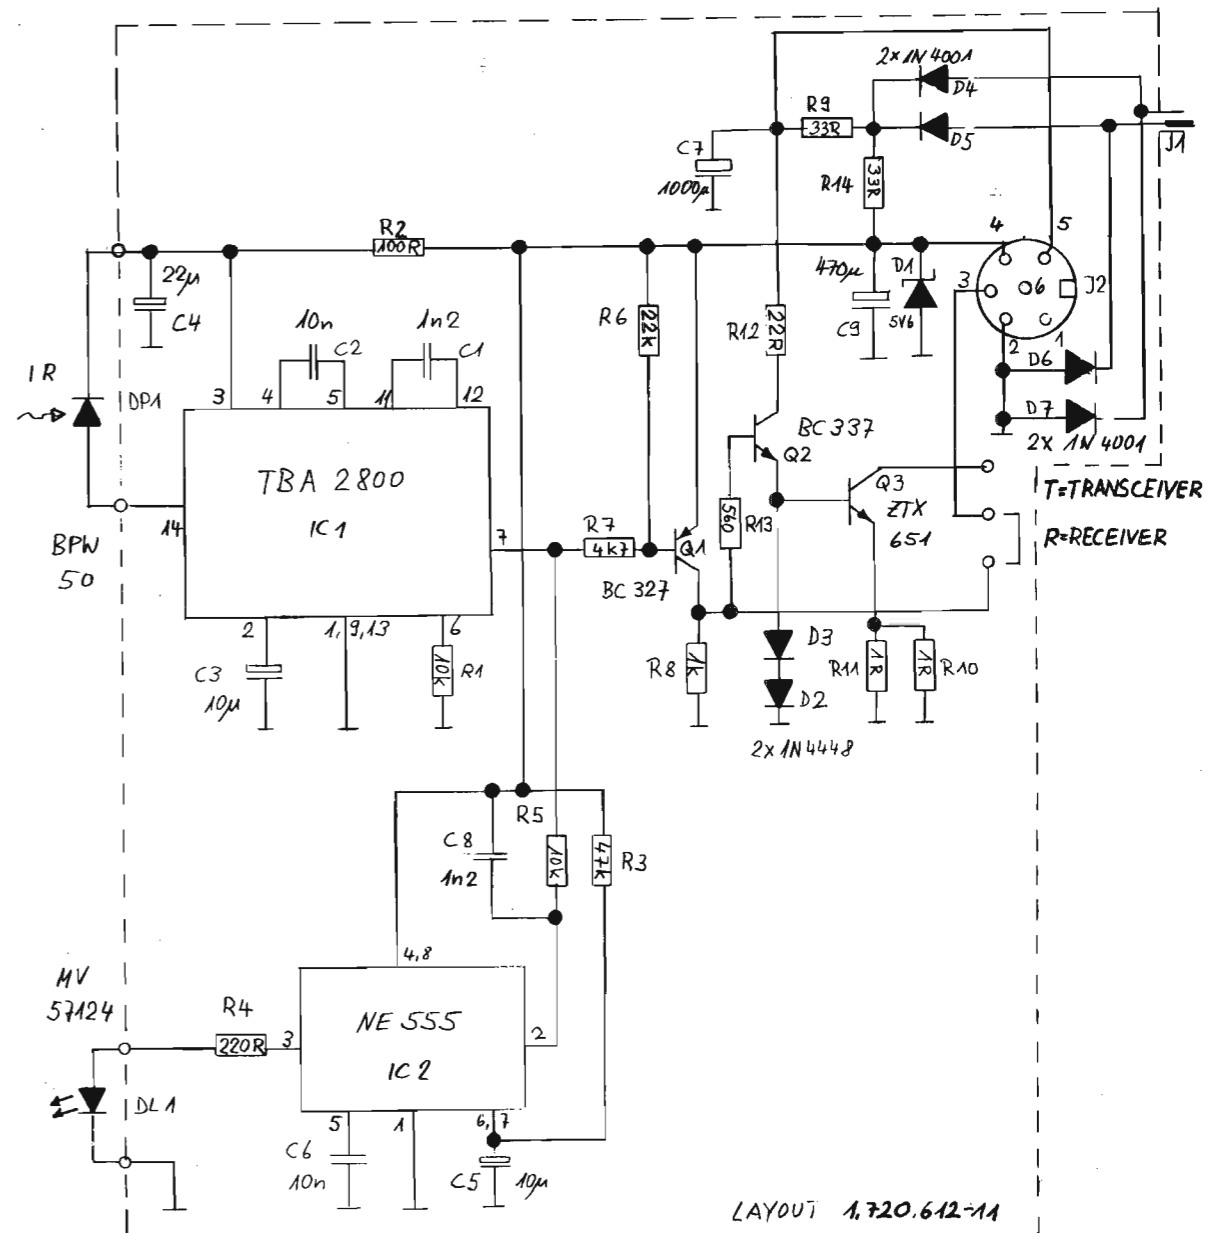 2x 1N 4001
D4
R9
33R
D5
J1
C7
1000µ
R14
33R
R2
100R
4
5
22µ
C4
470µ
D1
3
6
J2
10n
C2
1n2
C1
R6
22k
R12
22R
C9
5V6
2
1
IR
DP1
3
4
5
11
12
D6
D7
2x 1N 4001
BC 337
Q2
TBA 2800
IC1
Q3
ZTX
651
T=TRANSCEIVER
R=RECEIVER
14
7
R7
4k7
560
R13
Q1
BPW
50
BC 327
2
1, 9, 13
6
C3
10µ
10k
R1
R8
1k
D3
D2
R11
1R
1R
R10
2x 1N4448
R5
C8
1n2
10k
47k
R3
4,8
MV
57124
R4
220R
3
NE 555
IC2
2
DL1
5
1
6, 7
C6
10n
C5
10µ
LAYOUT 1.720.612-11